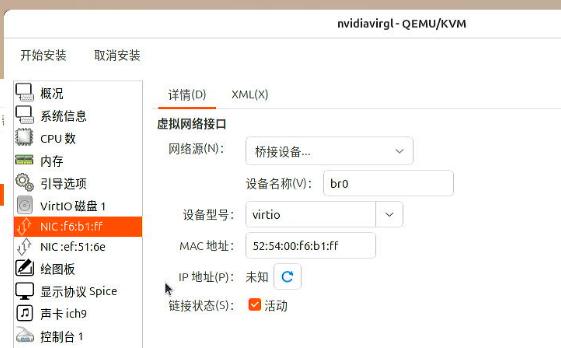 nvidiavirgl - QEMU/KVM
开始安装 取消安装
概况
系统信息
CPU 数
内存
引导选项
VirtIO 磁盘 1
NIC :f6:b1:ff
NIC :ef:51:6e
绘图板
显示协议 Spice
声卡 ich9
控制台 1
详情(D) XML(X)
虚拟网络接口
网络源(N): 桥接设备...
设备名称(V): br0
设备型号: virtio
MAC 地址: 52:54:00:f6:b1:ff
IP 地址(P): 未知
链接状态(S): 活动